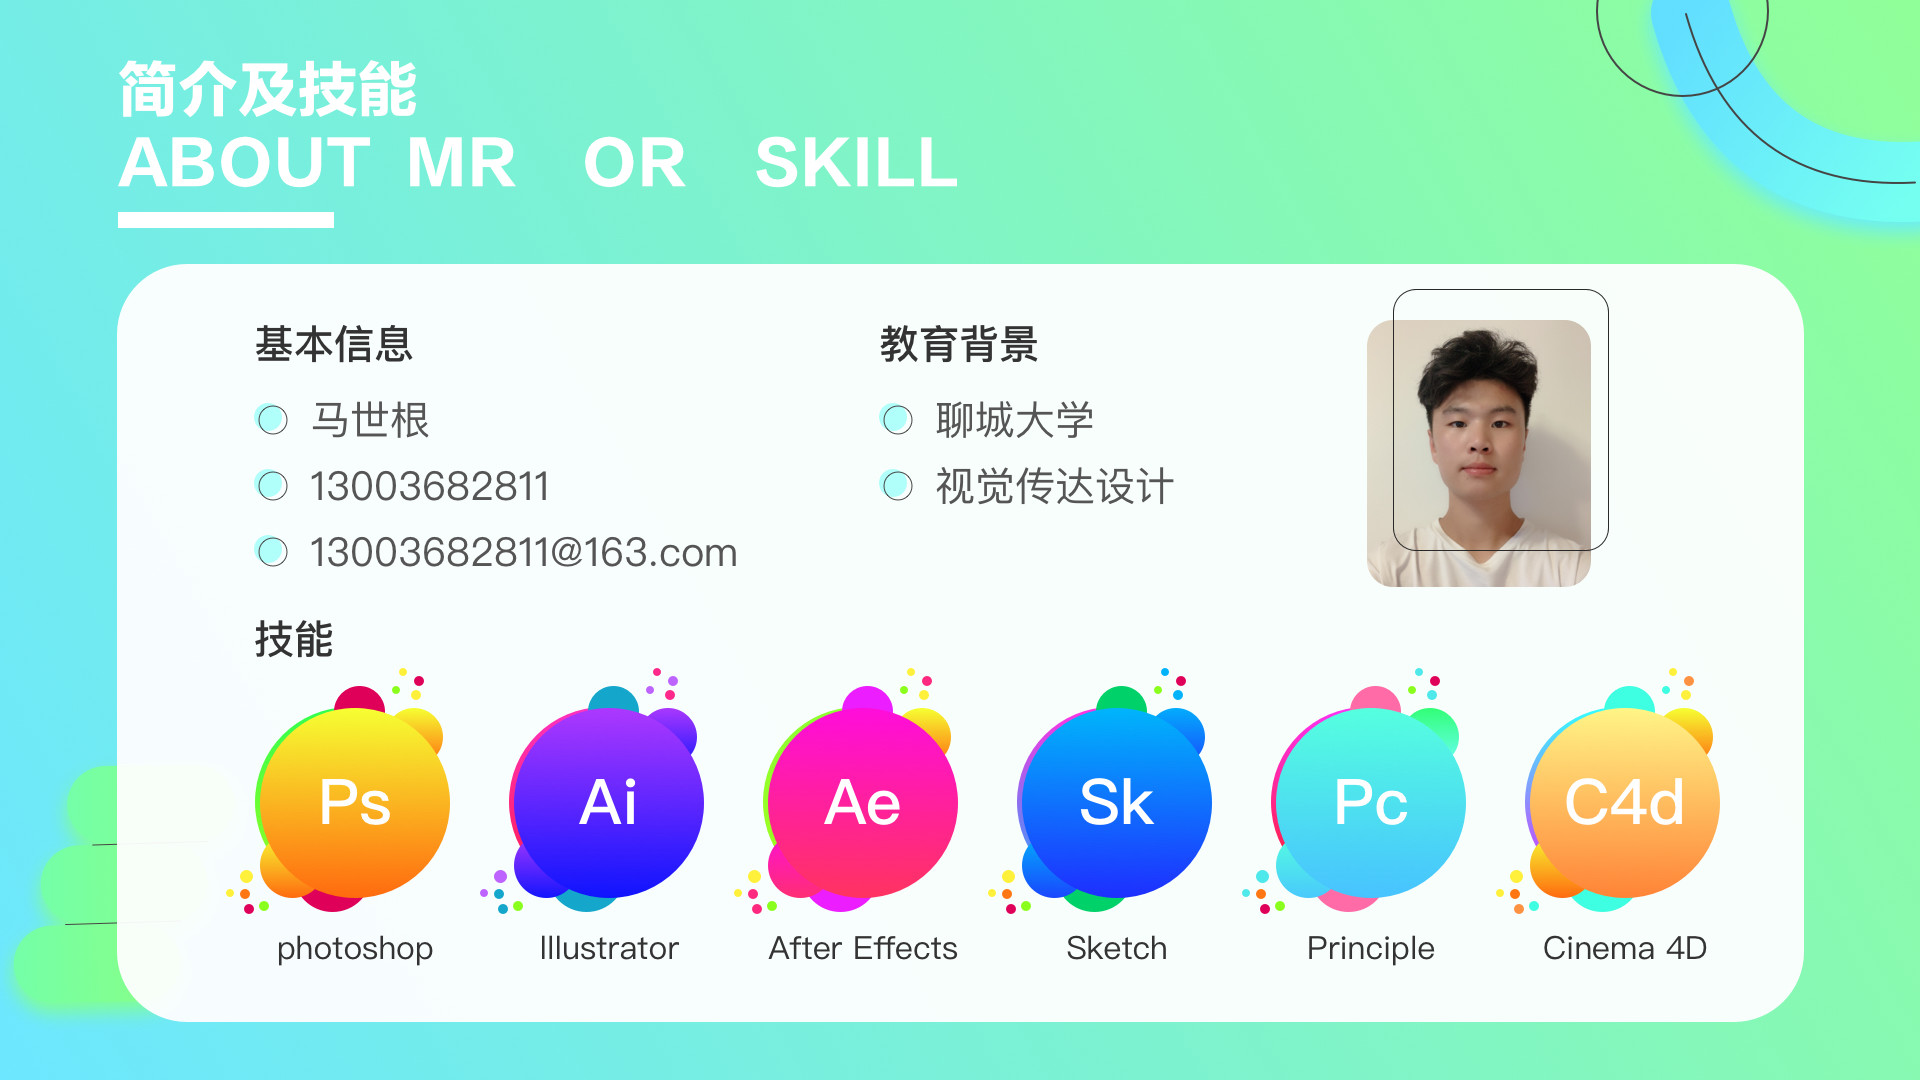 简介及技能
ABOUT MR OR SKILL
基本信息
马世根
13003682811
13003682811@163.com
教育背景
聊城大学
视觉传达设计
技能
Ps
Ai
Ae
Sk
Pc
C4d
photoshop
Illustrator
After Effects
Sketch
Principle
Cinema 4D